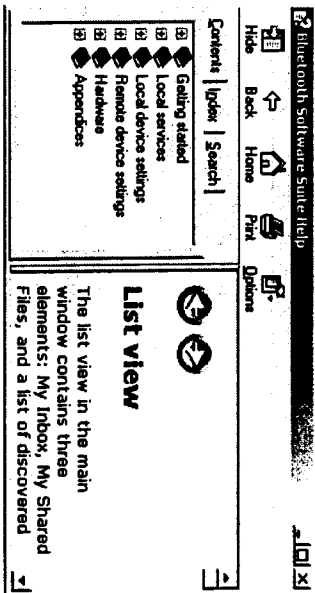 Bluetooth Software Suite Help
Hide Back Home Print Options
Contents Index Search
Getting started
Local services
Local device settings
Remote device settings
Hardware
Appendices
List view
The list view in the main
window contains three
elements: My Inbox, My Shared
Files, and a list of discovered